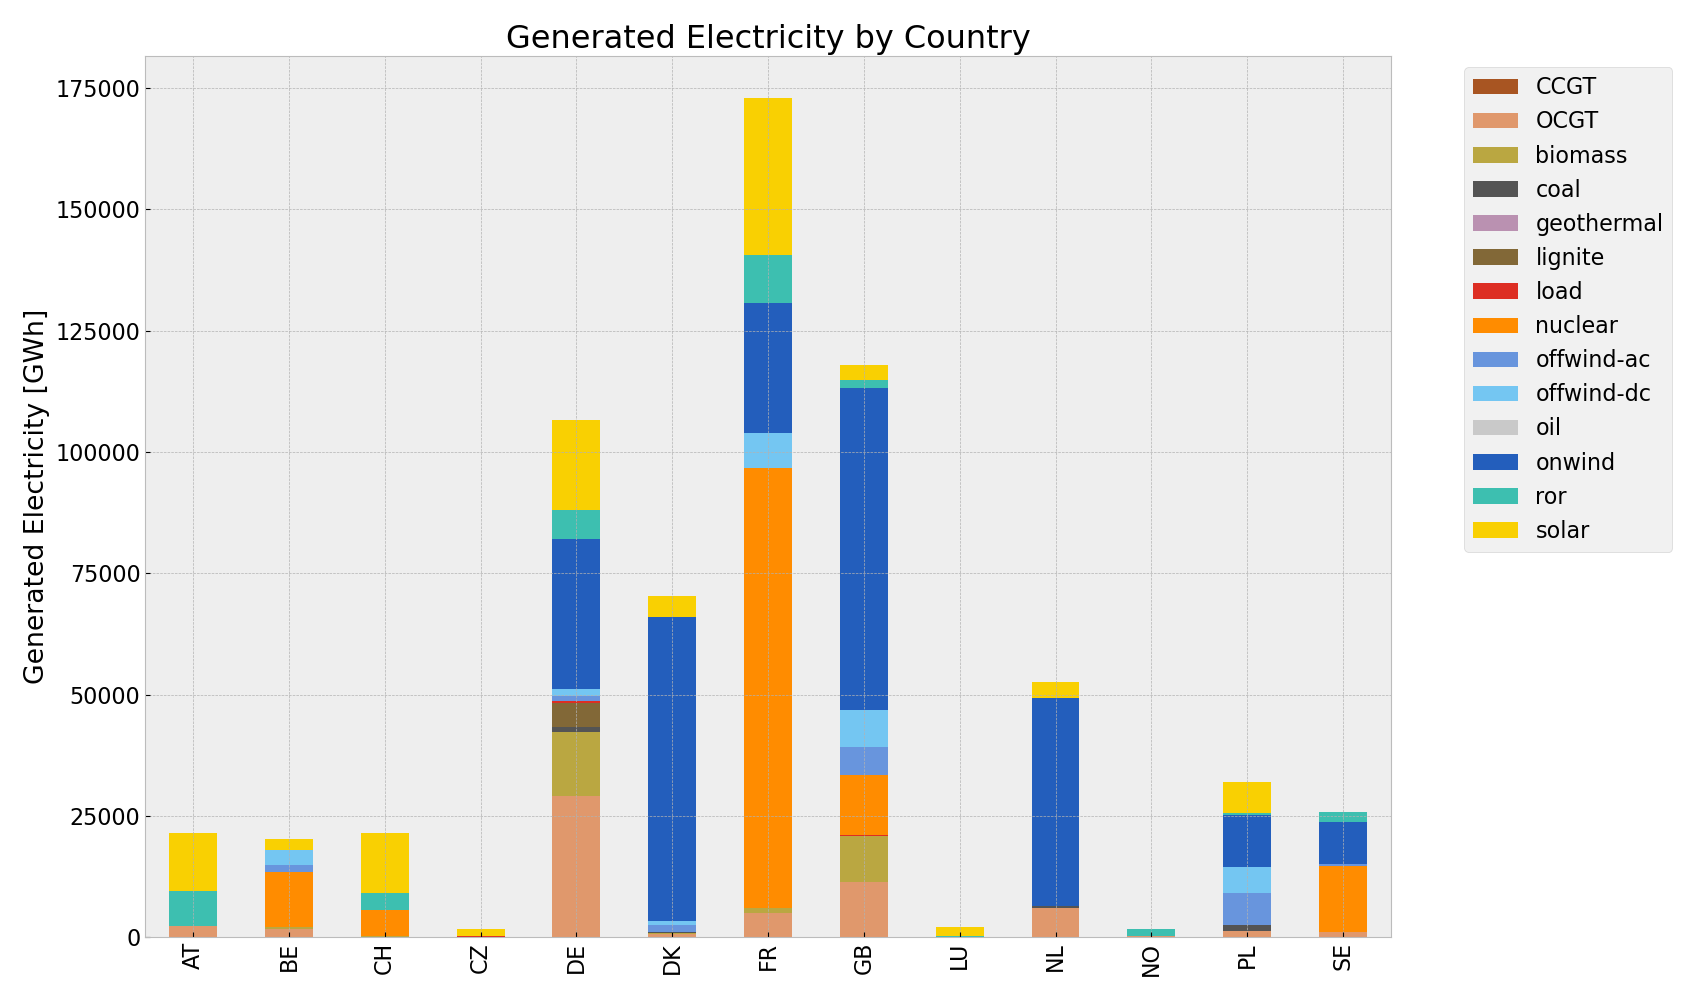 Generated Electricity by Country
Generated Electricity [GWh]
175000
150000
125000
100000
75000
50000
25000
0
AT
BE
CH
CZ
DE
DK
FR
GB
LU
NL
NO
PL
SE
CCGT
OCGT
biomass
coal
geothermal
lignite
load
nuclear
offwind-ac
offwind-dc
oil
onwind
ror
solar